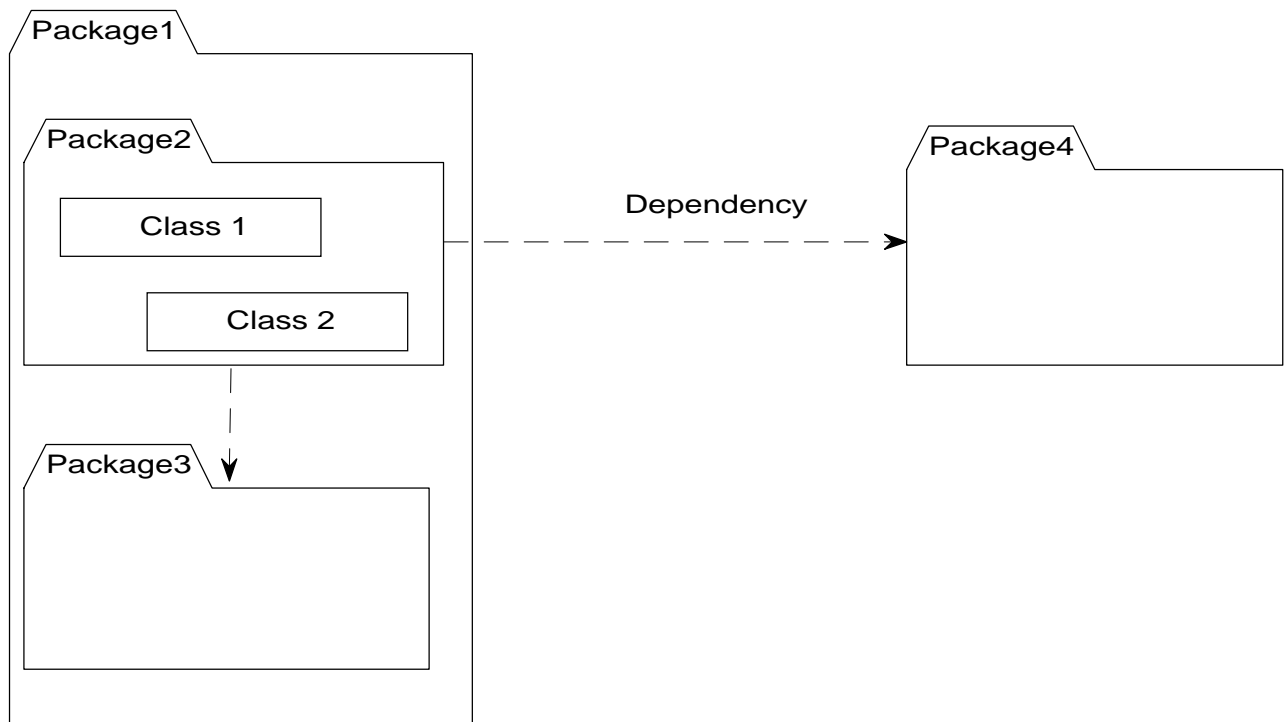 Package1
Package2
Package4
Class 1
Dependency
Class 2
Package3